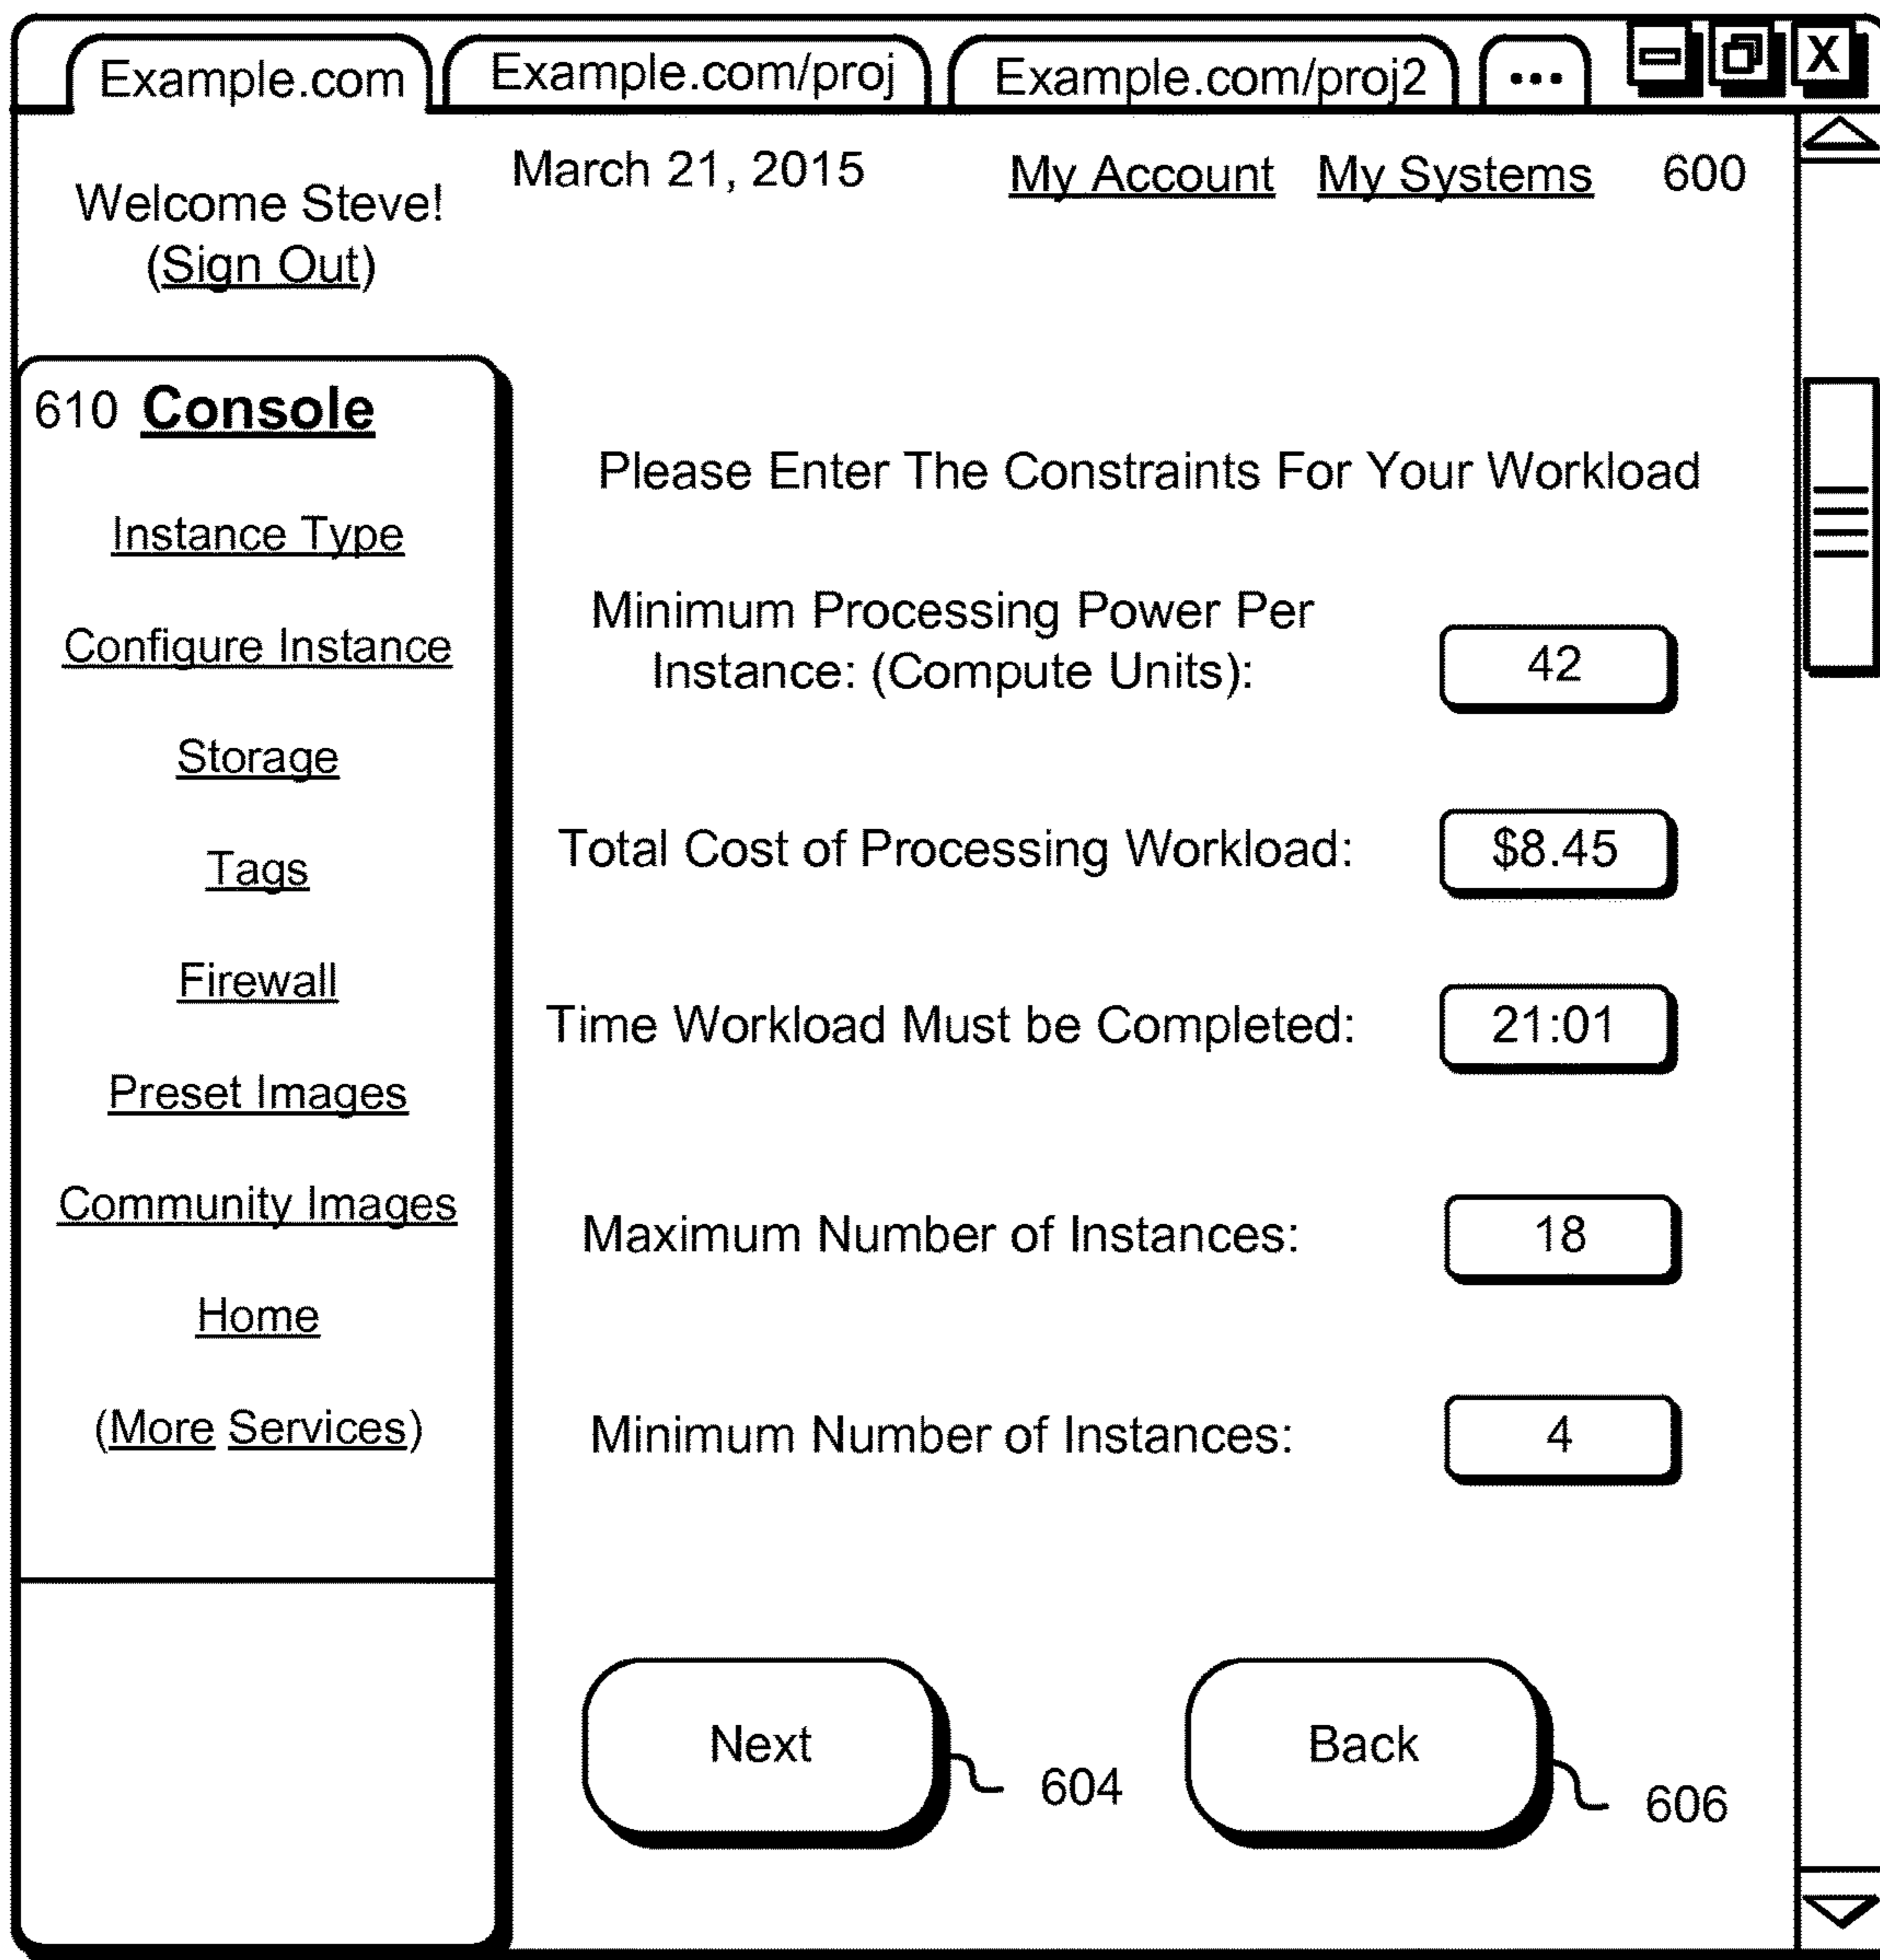 Example.com
Example.com/proj
Example.com/proj2
...
X
Welcome Steve!
(Sign Out)
March 21, 2015
My Account
My Systems
600
610 Console
Instance Type
Configure Instance
Storage
Tags
Firewall
Preset Images
Community Images
Home
(More Services)
Please Enter The Constraints For Your Workload
Minimum Processing Power Per
Instance: (Compute Units):
42
Total Cost of Processing Workload:
$8.45
Time Workload Must be Completed:
21:01
Maximum Number of Instances:
18
Minimum Number of Instances:
4
Next
604
Back
606